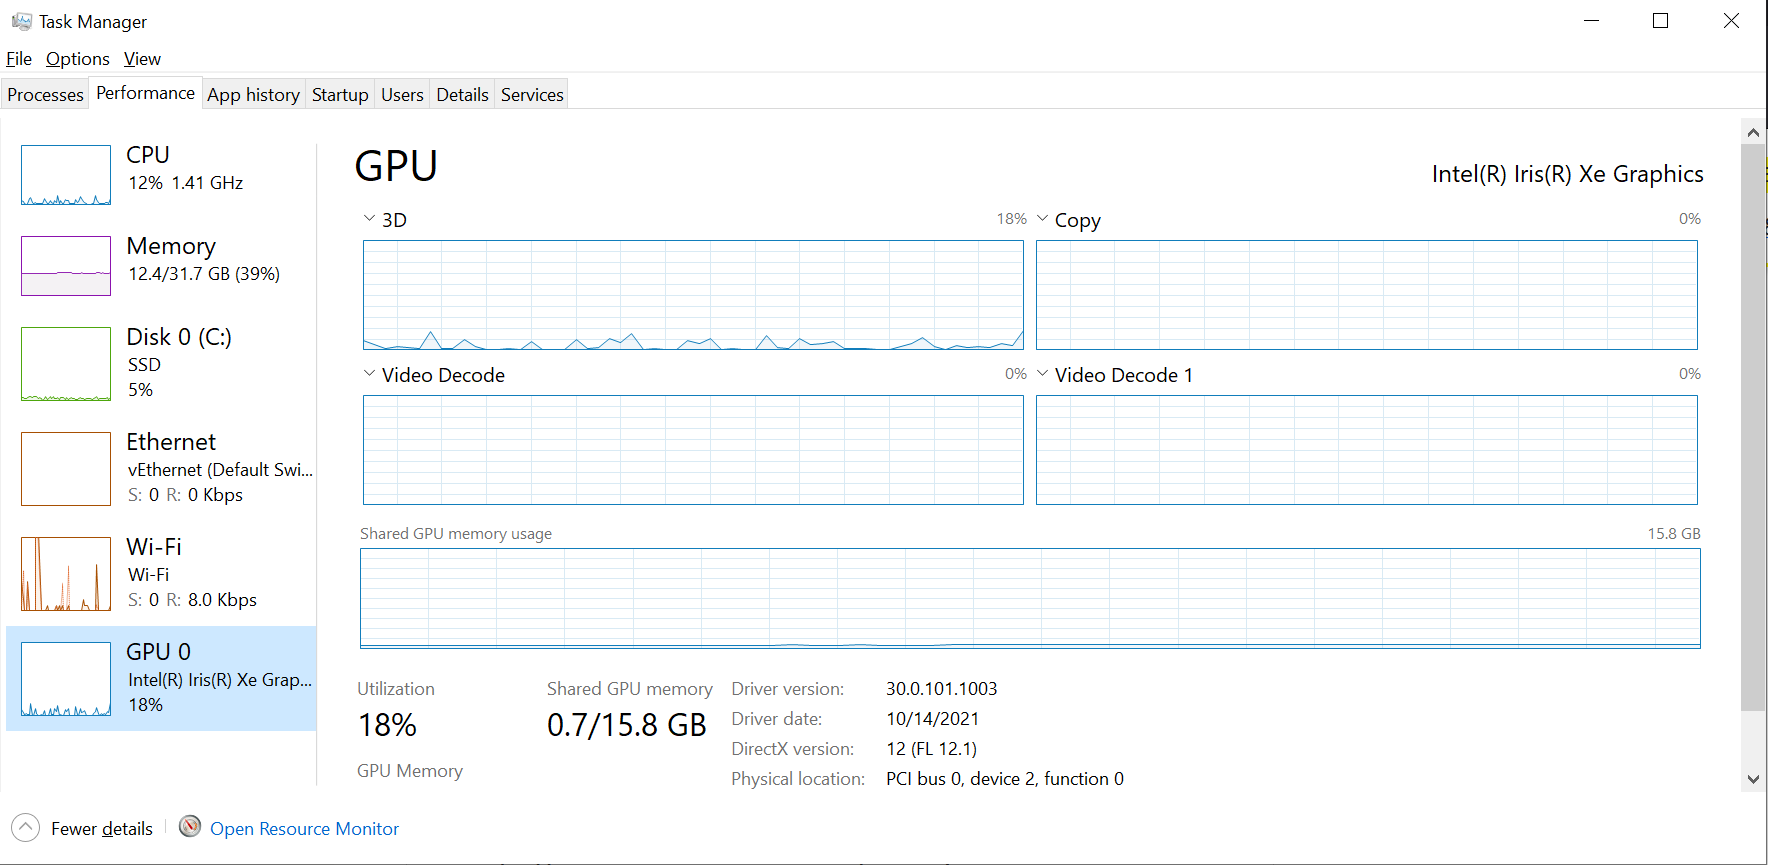 Task Manager
File Options View
Processes Performance App history Startup Users Details Services
CPU
12% 1.41 GHz
Memory
12.4/31.7 GB (39%)
Disk 0 (C:)
SSD
5%
Ethernet
vEthernet (Default Swi...
S: 0 R: 0 Kbps
Wi-Fi
Wi-Fi
S: 0 R: 8.0 Kbps
GPU 0
Intel(R) Iris(R) Xe Grap...
18%
GPU
Intel(R) Iris(R) Xe Graphics
3D 18%
Copy 0%
Video Decode 0%
Video Decode 1 0%
Shared GPU memory usage 15.8 GB
Utilization
18%
Shared GPU memory
0.7/15.8 GB
GPU Memory
Driver version: 30.0.101.1003
Driver date: 10/14/2021
DirectX version: 12 (FL 12.1)
Physical location: PCI bus 0, device 2, function 0
Fewer details
Open Resource Monitor